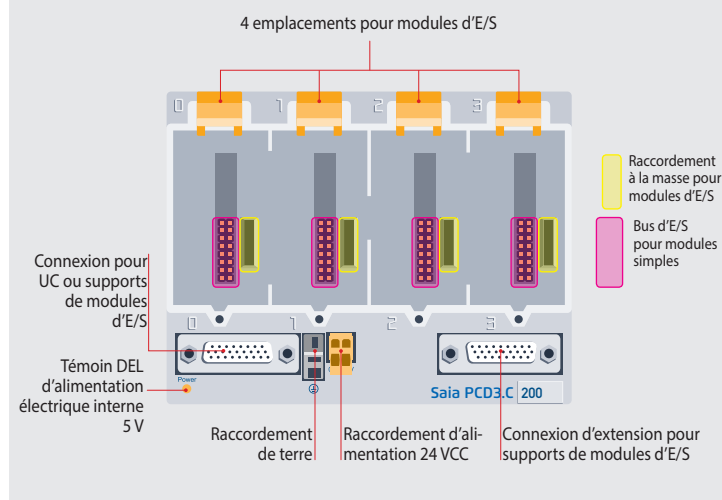 4 emplacements pour modules d'E/S
0 1 2 3
Raccordement
à la masse pour
modules d'E/S
Bus d'E/S
pour modules
simples
Connexion pour
UC ou supports
de modules
d'E/S
0 1 2 3
Témoin DEL
d'alimentation
électrique interne
5 V
Power
Saia PCD3.C 200
Raccordement
de terre
Raccordement d'ali-
mentation 24 VCC
Connexion d'extension pour
supports de modules d'E/S